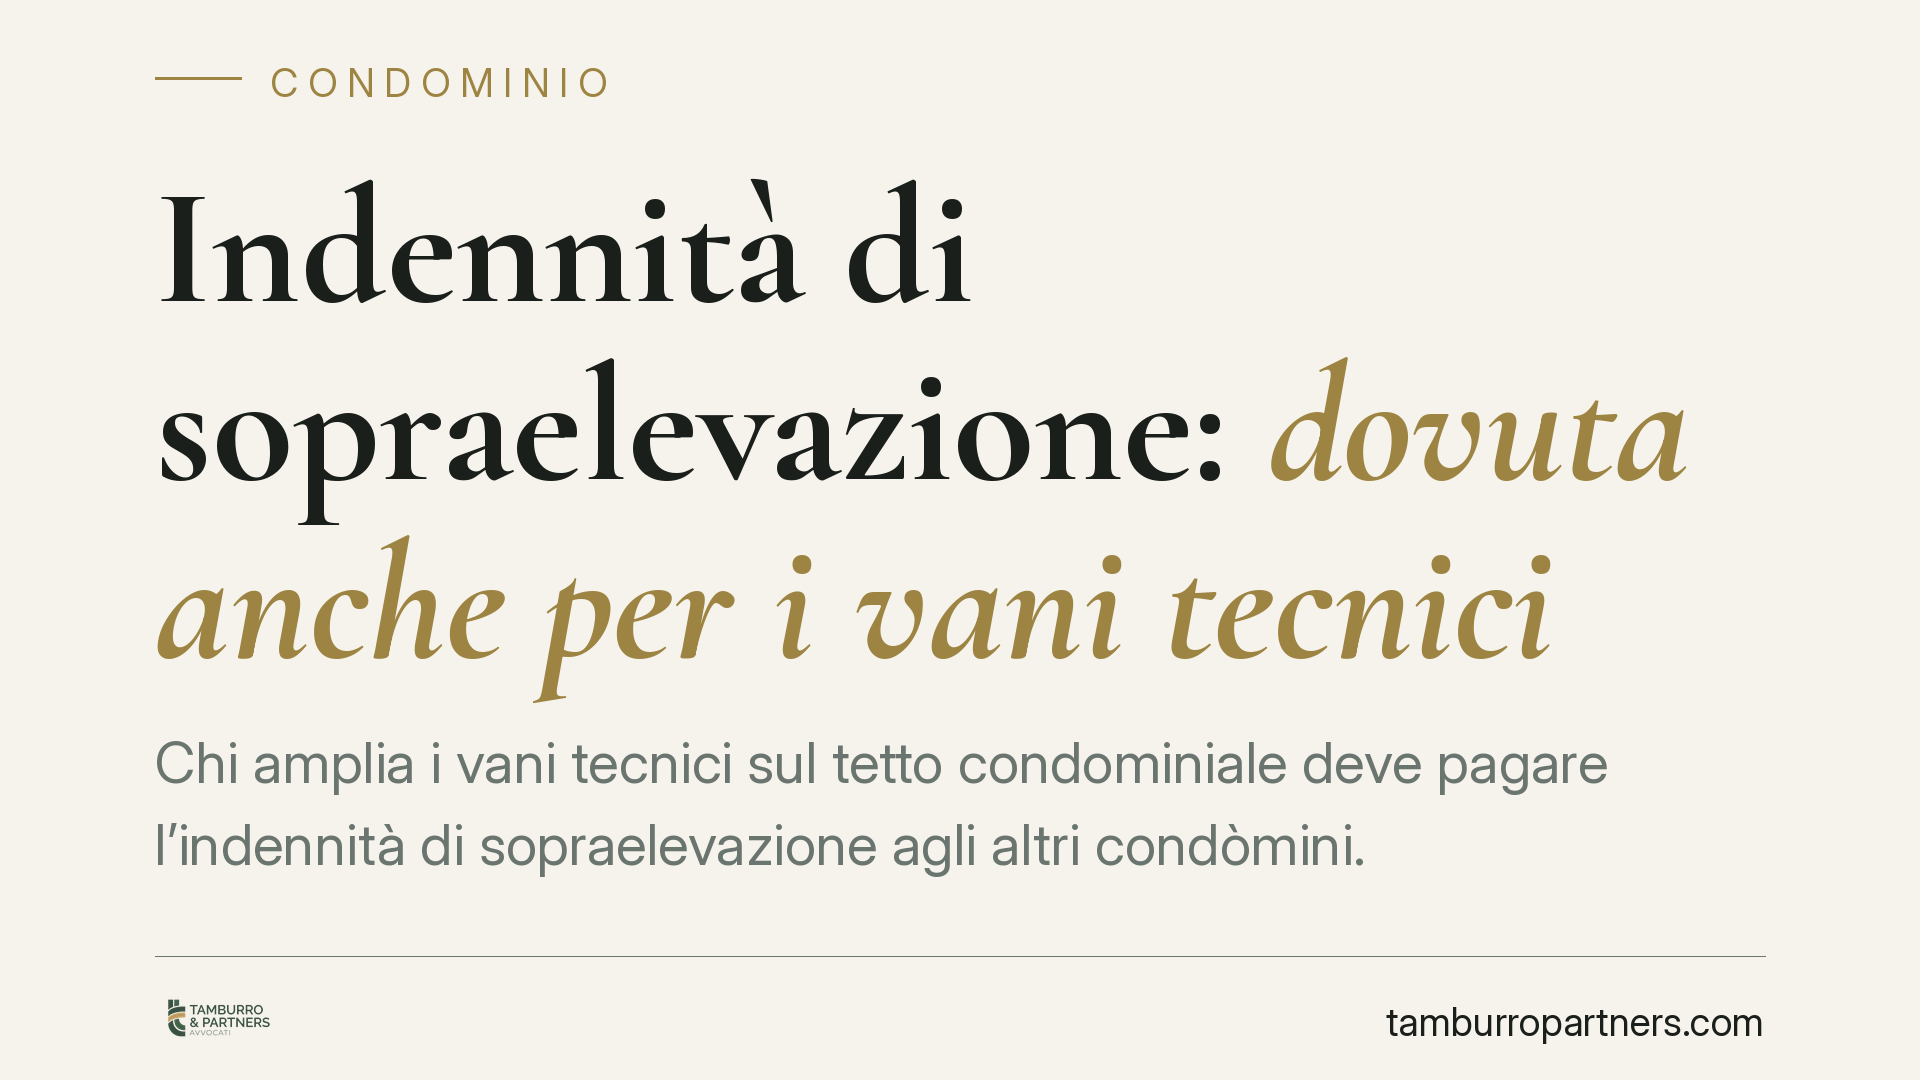 CONDOMINIO
Indennità di
sopraelevazione: dovuta
anche per i vani tecnici
Chi amplia i vani tecnici sul tetto condominiale deve pagare
l'indennità di sopraelevazione agli altri condòmini.
TAMBURRO
& PARTNERS
AVVOCATI
tamburropartners.com